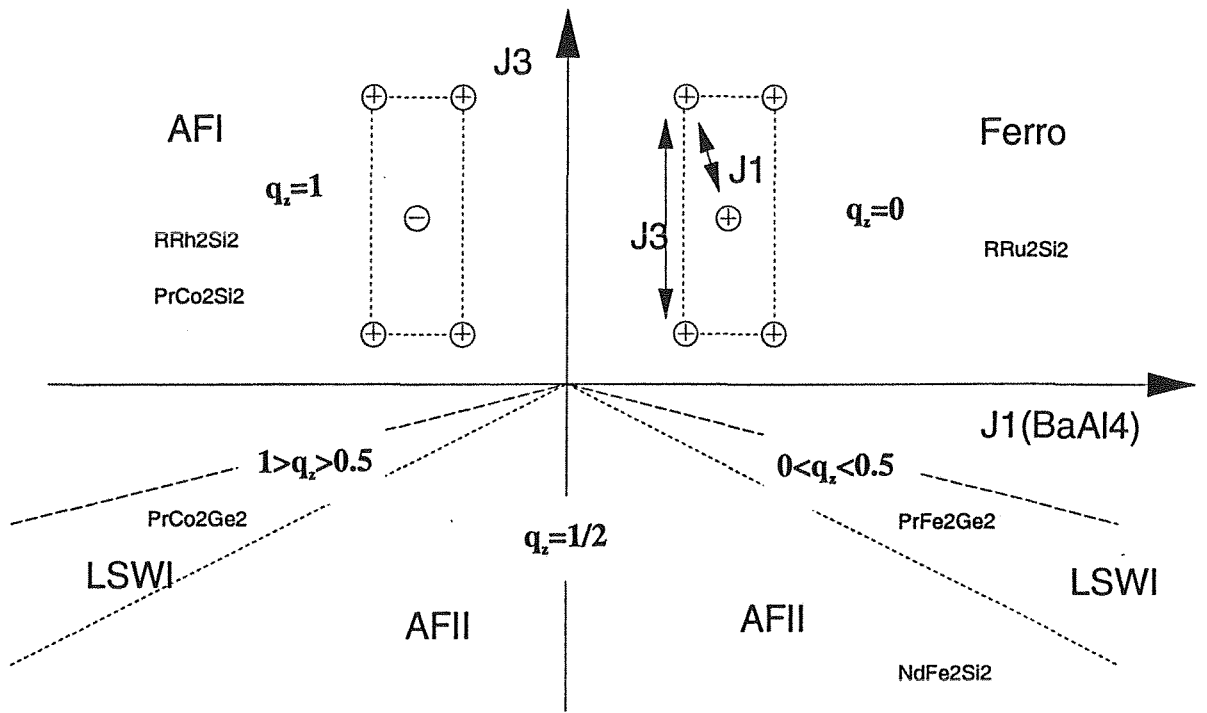 J3
AFI
Ferro
q_z=1
J1
q_z=0
J3
RRh2Si2
RRu2Si2
PrCo2Si2
J1(BaAl4)
1>q_z>0.5
0<q_z<0.5
PrCo2Ge2
PrFe2Ge2
q_z=1/2
LSWI
LSWI
AFII
AFII
NdFe2Si2